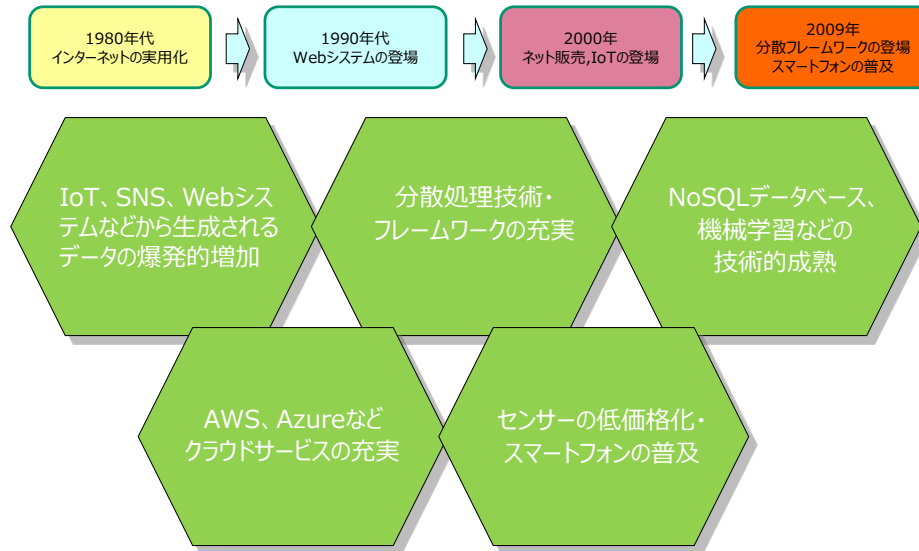 1980年代
インターネットの実用化
1990年代
Webシステムの登場
2000年
ネット販売,IoTの登場
2009年
分散フレームワークの登場
スマートフォンの普及
IoT、SNS、Webシス
テムなどから生成される
データの爆発的増加
分散処理技術・
フレームワークの充実
NoSQLデータベース、
機械学習などの
技術的成熟
AWS、Azureなど
クラウドサービスの充実
センサーの低価格化・
スマートフォンの普及